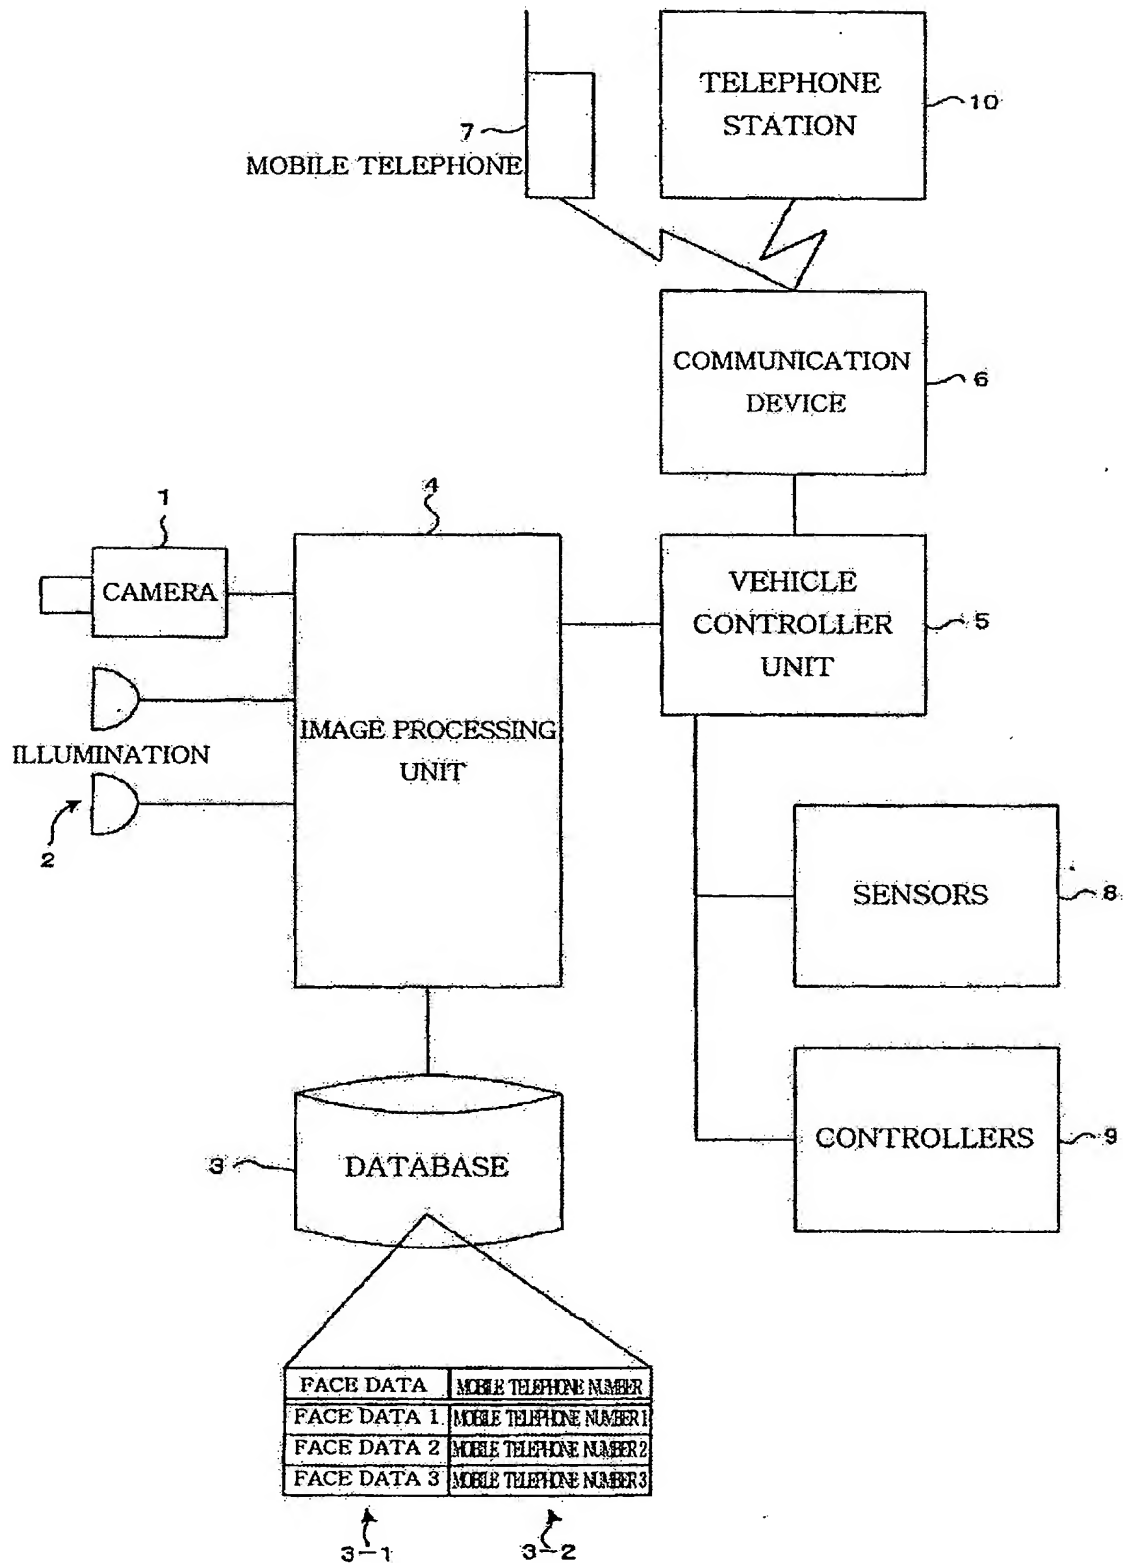 TELEPHONE
STATION
10
7
MOBILE TELEPHONE
COMMUNICATION
DEVICE
6
4
1
CAMERA
VEHICLE
CONTROLLER
UNIT
5
IMAGE PROCESSING
UNIT
ILLUMINATION
2
SENSORS
8
CONTROLLERS
9
3
DATABASE
FACE DATA MOBILE TELEPHONE NUMBER
FACE DATA 1 MOBILE TELEPHONE NUMBER 1
FACE DATA 2 MOBILE TELEPHONE NUMBER 2
FACE DATA 3 MOBILE TELEPHONE NUMBER 3
3-1
3-2